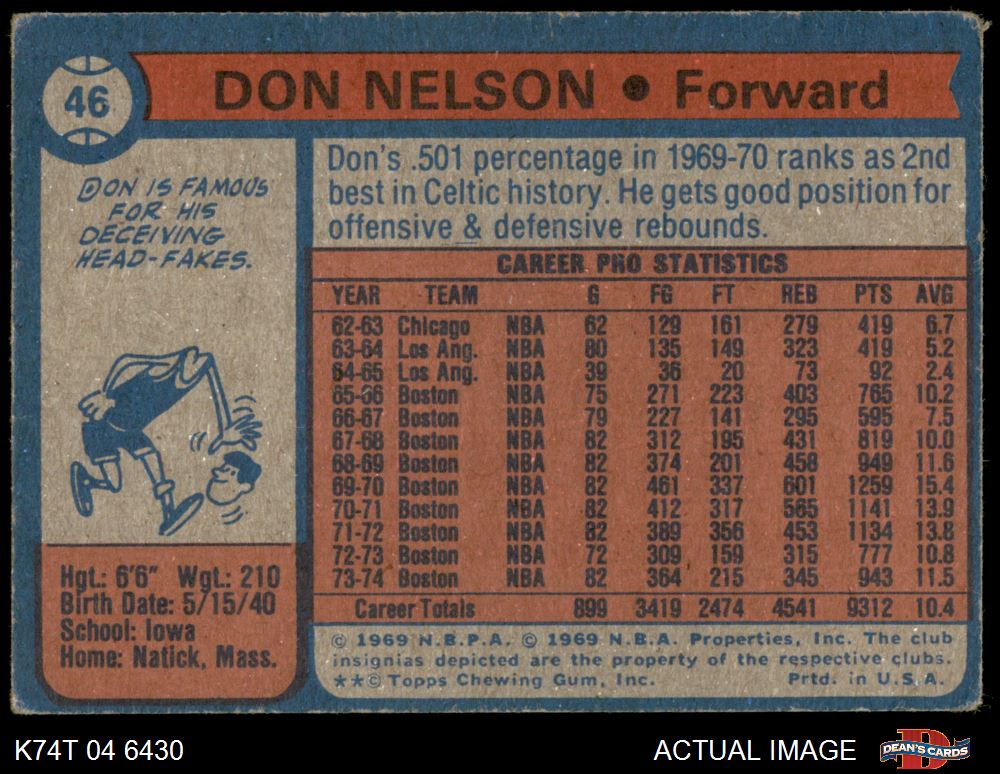 46
DON NELSON • Forward
DON IS FAMOUS
FOR HIS
DECEIVING
HEAD-FAKES.
Don's .501 percentage in 1969-70 ranks as 2nd
best in Celtic history. He gets good position for
offensive & defensive rebounds.
CAREER PRO STATISTICS
YEAR TEAM G FG FT REB PTS AVG
62-63 Chicago NBA 62 129 161 279 419 6.7
63-64 Los Ang. NBA 80 135 149 323 419 5.2
64-65 Los Ang. NBA 39 36 20 73 92 2.4
65-66 Boston NBA 75 271 223 403 765 10.2
66-67 Boston NBA 79 227 141 295 595 7.5
67-68 Boston NBA 82 312 195 431 819 10.0
68-69 Boston NBA 82 374 201 458 949 11.6
69-70 Boston NBA 82 461 337 601 1259 15.4
70-71 Boston NBA 82 412 317 565 1141 13.9
71-72 Boston NBA 82 389 356 453 1134 13.8
72-73 Boston NBA 72 309 159 315 777 10.8
73-74 Boston NBA 82 364 215 345 943 11.5
Career Totals 899 3419 2474 4541 9312 10.4
Hgt.: 6'6" Wgt.: 210
Birth Date: 5/15/40
School: Iowa
Home: Natick, Mass.
© 1969 N.B.P.A. © 1969 N.B.A. Properties, Inc. The club
insignias depicted are the property of the respective clubs.
**© Topps Chewing Gum, Inc. Prtd. in U.S.A.
K74T 04 6430 ACTUAL IMAGE DEAN'S CARDS